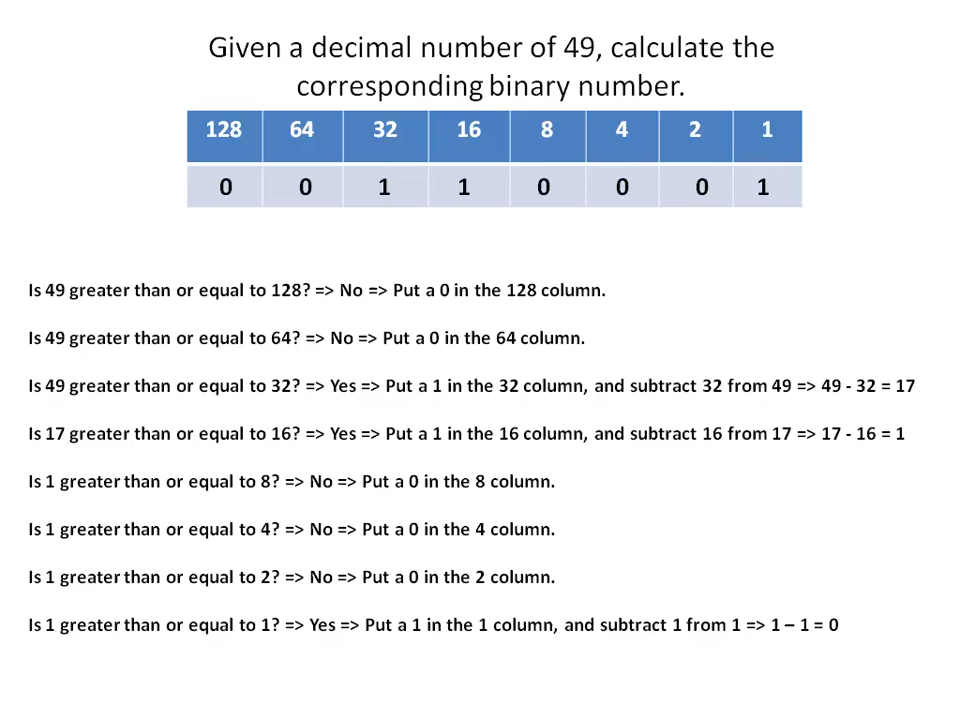 Given a decimal number of 49, calculate the
corresponding binary number.
128 64 32 16 8 4 2 1
0 0 1 1 0 0 0 1
Is 49 greater than or equal to 128? => No => Put a 0 in the 128 column.
Is 49 greater than or equal to 64? => No => Put a 0 in the 64 column.
Is 49 greater than or equal to 32? => Yes => Put a 1 in the 32 column, and subtract 32 from 49 => 49 - 32 = 17
Is 17 greater than or equal to 16? => Yes => Put a 1 in the 16 column, and subtract 16 from 17 => 17 - 16 = 1
Is 1 greater than or equal to 8? => No => Put a 0 in the 8 column.
Is 1 greater than or equal to 4? => No => Put a 0 in the 4 column.
Is 1 greater than or equal to 2? => No => Put a 0 in the 2 column.
Is 1 greater than or equal to 1? => Yes => Put a 1 in the 1 column, and subtract 1 from 1 => 1 – 1 = 0